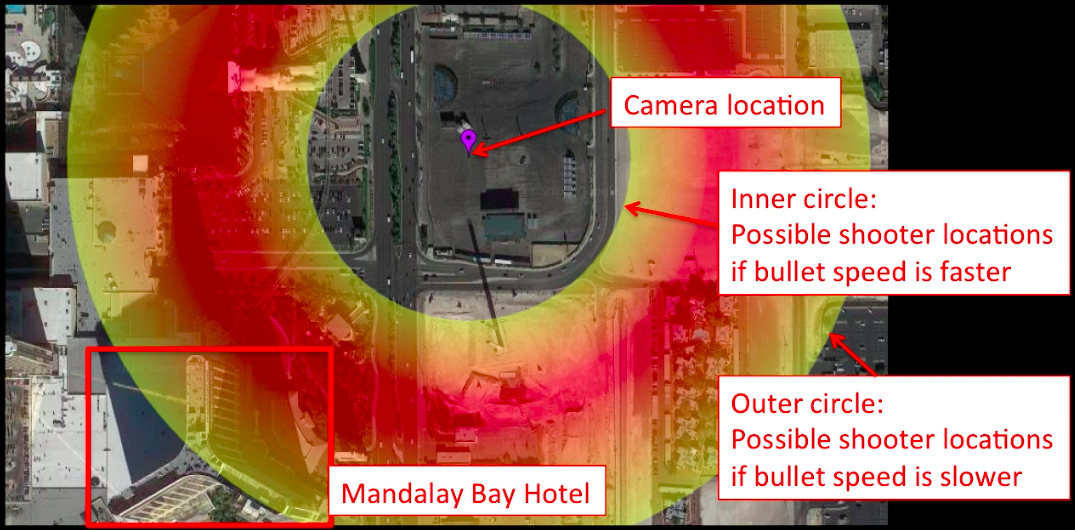 Camera location
Inner circle:
Possible shooter locations
if bullet speed is faster
Outer circle:
Possible shooter locations
if bullet speed is slower
Mandalay Bay Hotel